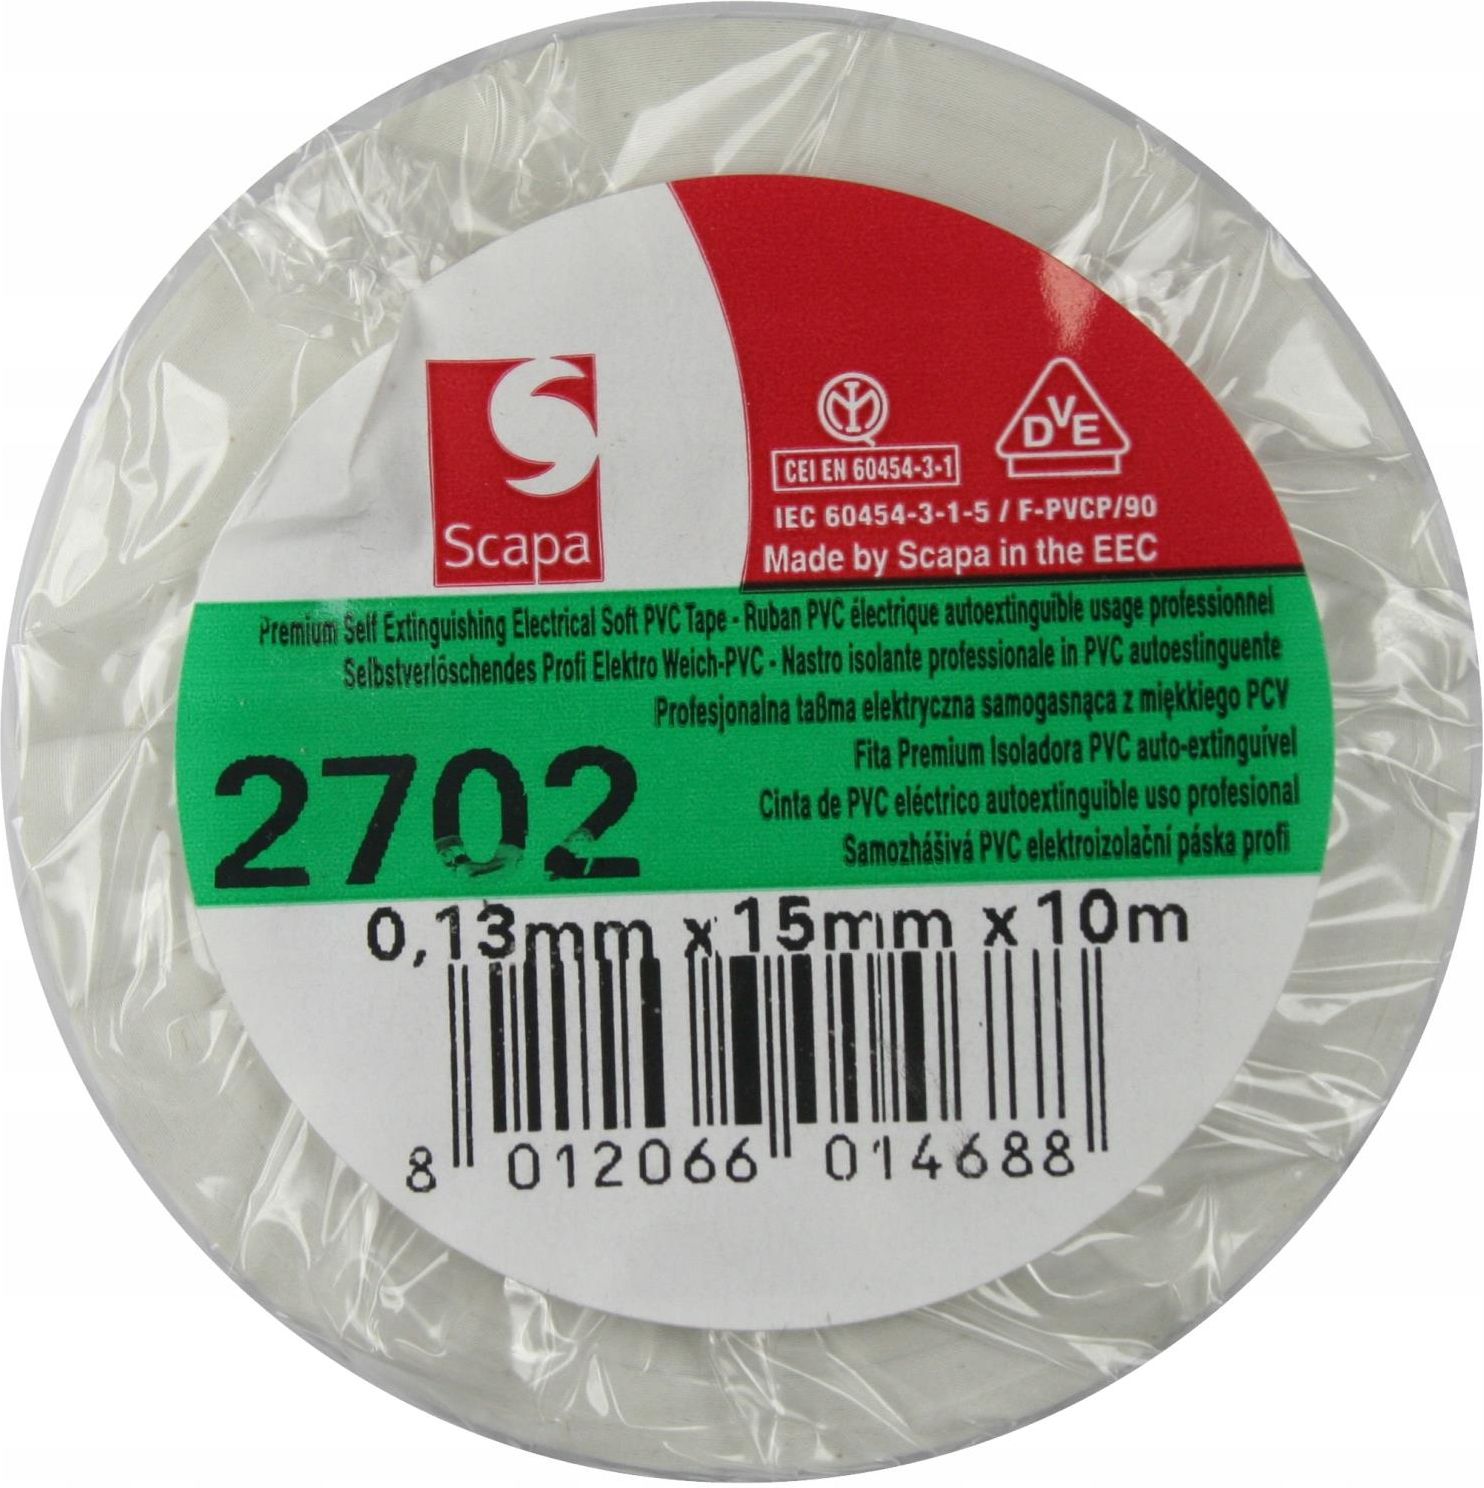 Scapa
CEI EN 60454-3-1
DVE
IEC 60454-3-1-5 / F-PVCP/90
Made by Scapa in the EEC
Premium Self Extinguishing Electrical Soft PVC Tape - Ruban PVC électrique autoextinguible usage professionnel
Selbstverlöschendes Profi Elektro Weich-PVC - Nastro isolante professionale in PVC autoestinguente
Profesjonalna taßma elektryczna samogasnąca z miękkiego PCV
Fita Premium Isoladora PVC auto-extinguível
Cinta de PVC eléctrico autoextinguible uso profesional
Samozhášivá PVC elektroizolační páska profi
2702
0,13mm x 15mm x 10m
8 012066 014688